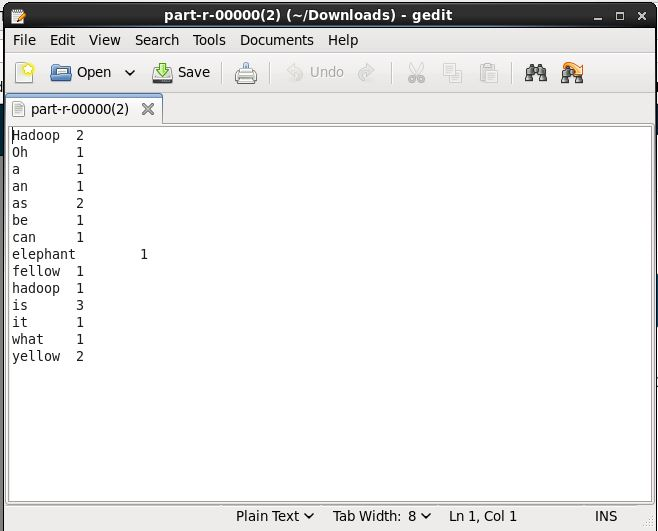 part-r-00000(2) (~/Downloads) - gedit
File Edit View Search Tools Documents Help
Open Save Undo
part-r-00000(2)
Hadoop 2
Oh 1
a 1
an 1
as 2
be 1
can 1
elephant 1
fellow 1
hadoop 1
is 3
it 1
what 1
yellow 2
Plain Text Tab Width: 8 Ln 1, Col 1 INS